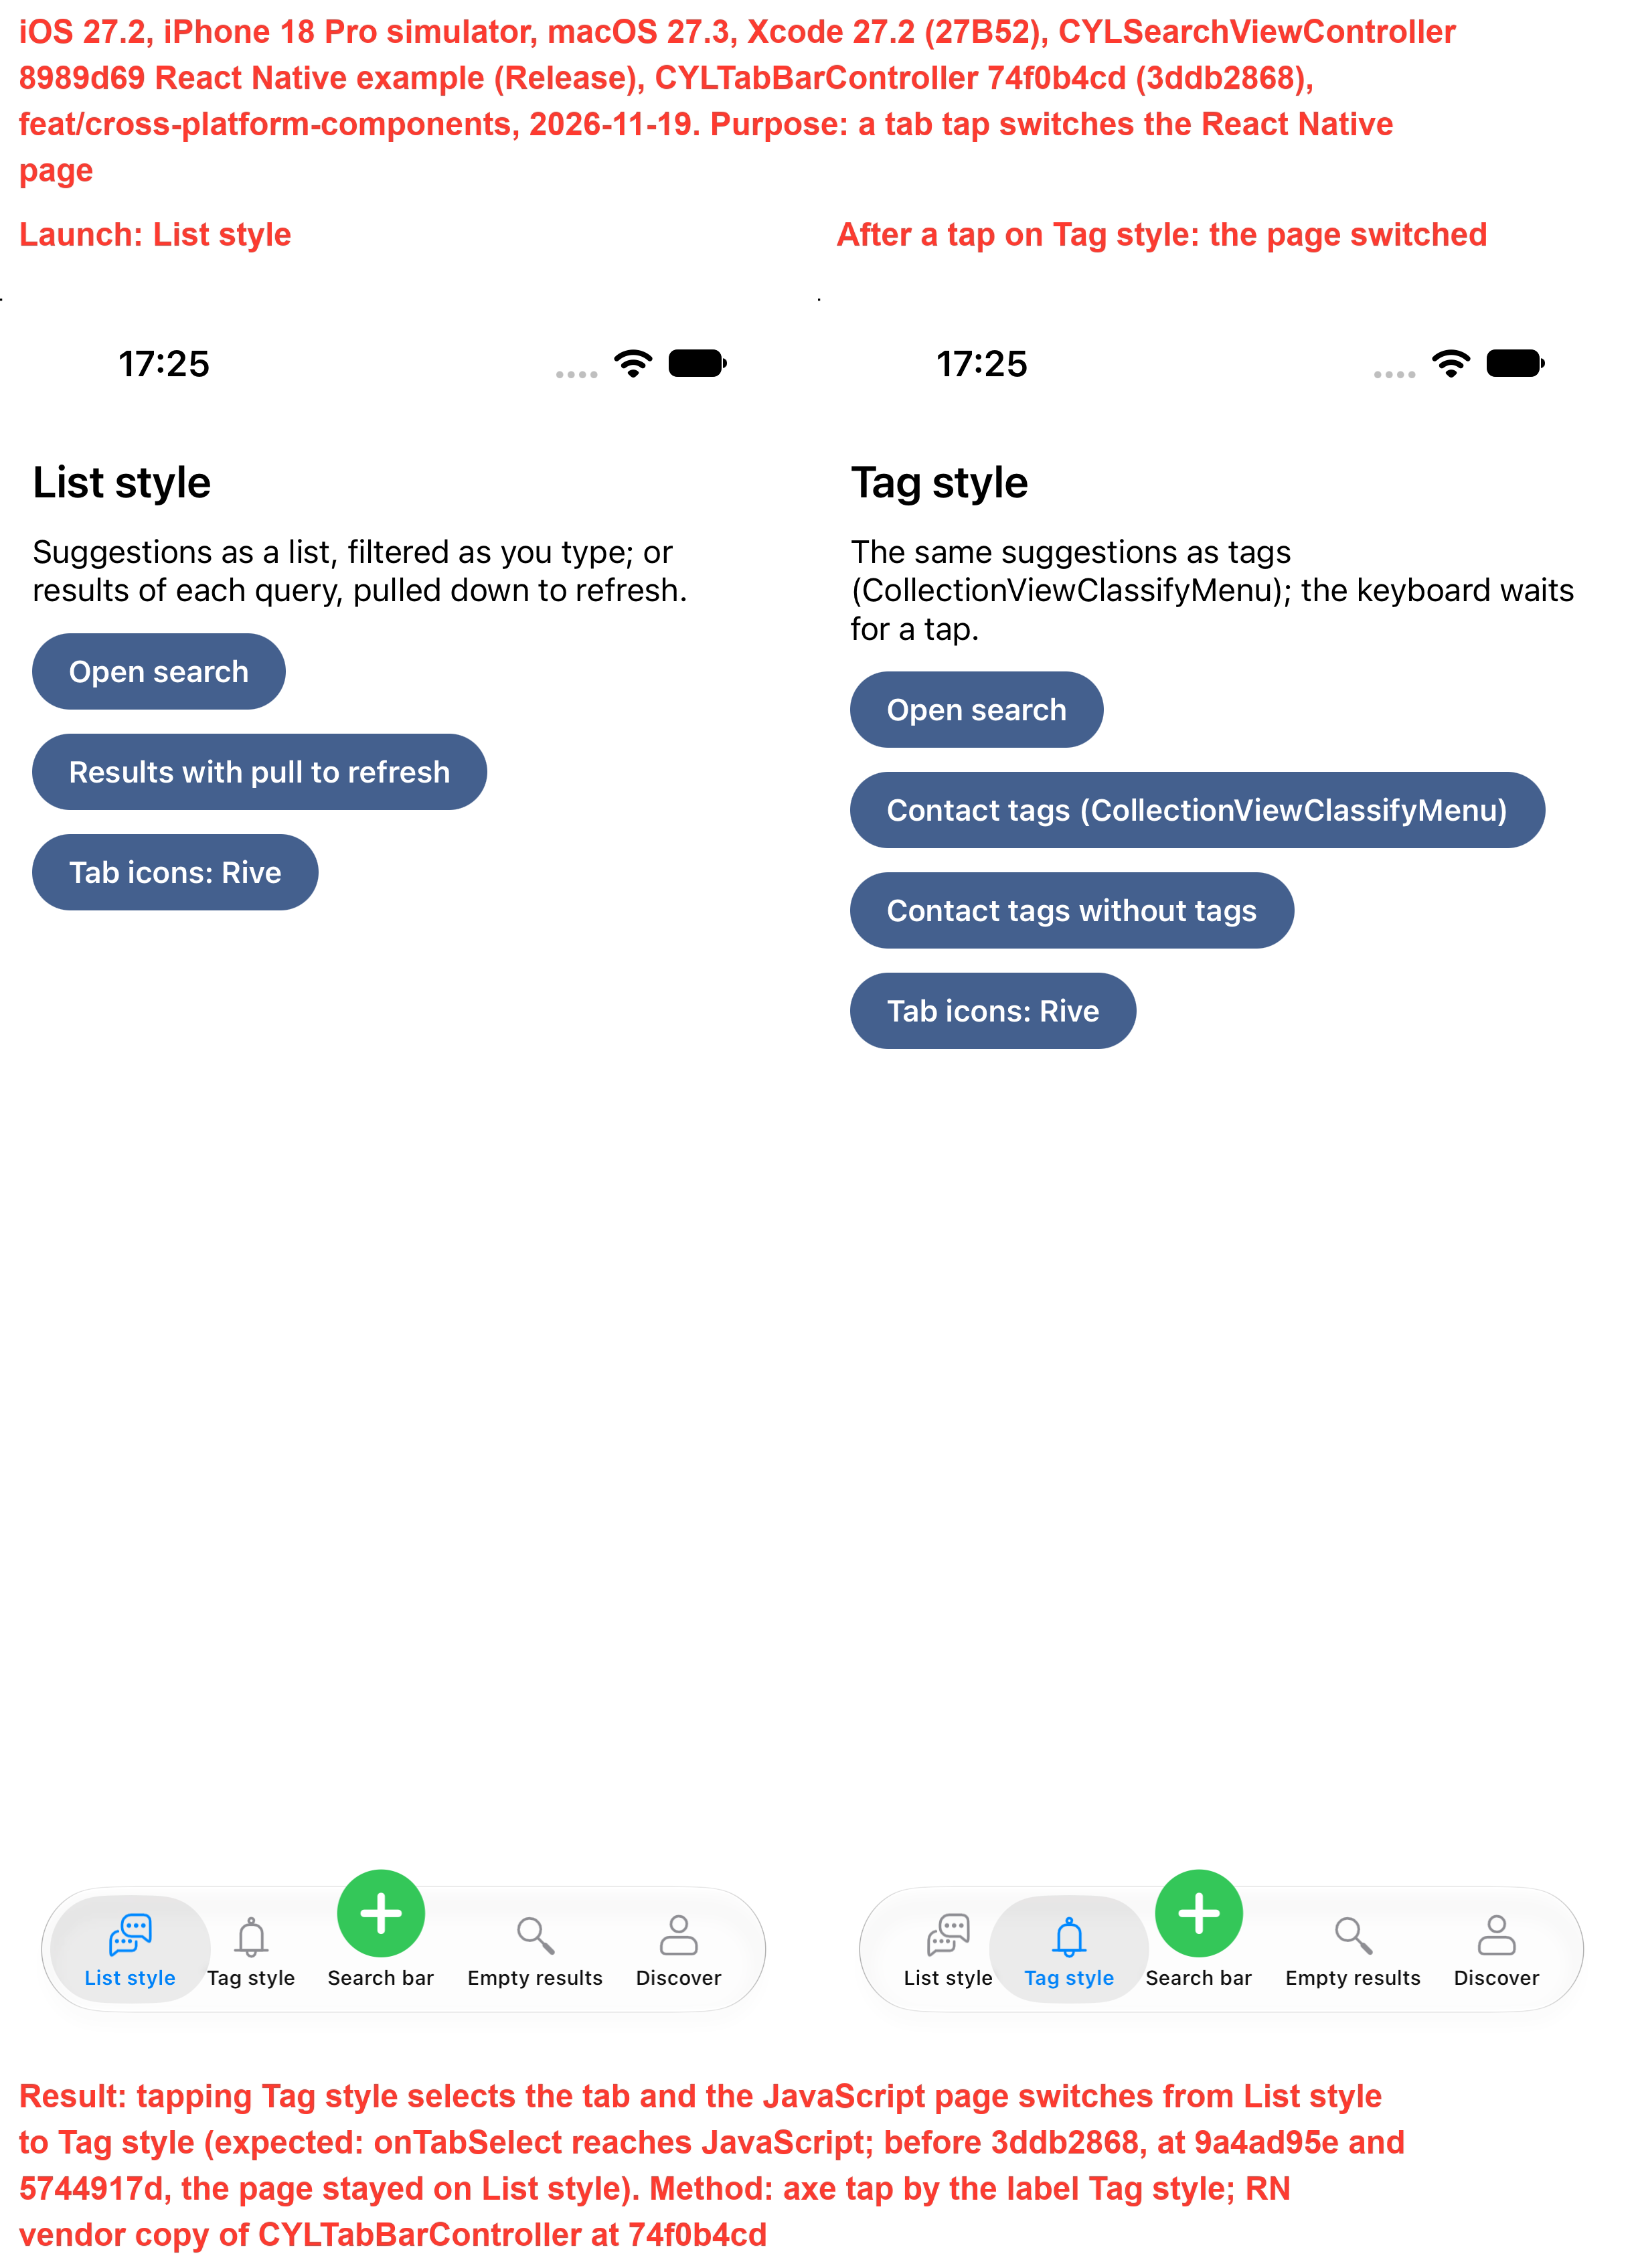 iOS 27.2, iPhone 18 Pro simulator, macOS 27.3, Xcode 27.2 (27B52), CYLSearchViewController
8989d69 React Native example (Release), CYLTabBarController 74f0b4cd (3ddb2868),
feat/cross-platform-components, 2026-11-19. Purpose: a tab tap switches the React Native
page
Launch: List style
After a tap on Tag style: the page switched
17:25
List style
Suggestions as a list, filtered as you type; or
results of each query, pulled down to refresh.
Open search
Results with pull to refresh
Tab icons: Rive
List style
Tag style
Search bar
Empty results
Discover
17:25
Tag style
The same suggestions as tags
(CollectionViewClassifyMenu); the keyboard waits
for a tap.
Open search
Contact tags (CollectionViewClassifyMenu)
Contact tags without tags
Tab icons: Rive
List style
Tag style
Search bar
Empty results
Discover
Result: tapping Tag style selects the tab and the JavaScript page switches from List style
to Tag style (expected: onTabSelect reaches JavaScript; before 3ddb2868, at 9a4ad95e and
5744917d, the page stayed on List style). Method: axe tap by the label Tag style; RN
vendor copy of CYLTabBarController at 74f0b4cd